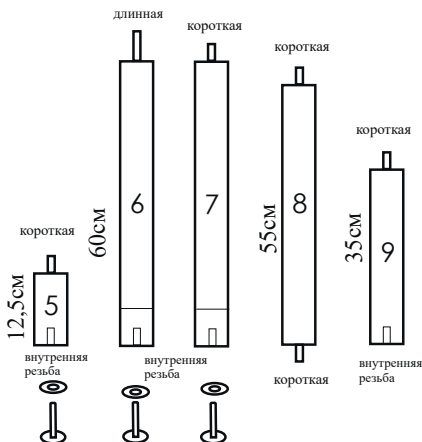 длинная
короткая
короткая
короткая
короткая
12,5см
5
60см
6
7
55см
8
35см
9
внутренняя
резьба
внутренняя
резьба
короткая
внутренняя
резьба